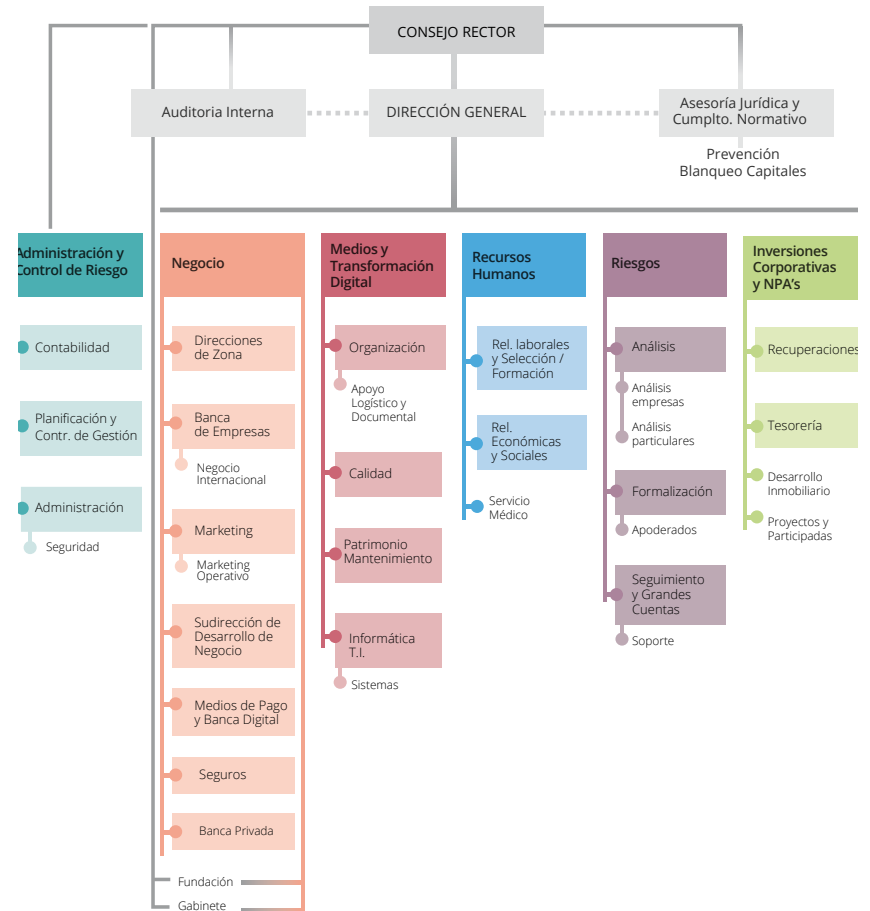 CONSEJO RECTOR
Auditoria Interna
DIRECCIÓN GENERAL
Asesoría Jurídica y
Cumplto. Normativo
Prevención
Blanqueo Capitales
Administración y
Control de Riesgo
Contabilidad
Planificación y
Contr. de Gestión
Administración
Seguridad
Negocio
Direcciones
de Zona
Banca
de Empresas
Negocio
Internacional
Marketing
Marketing
Operativo
Sudirección de
Desarrollo de
Negocio
Medios de Pago
y Banca Digital
Seguros
Banca Privada
Fundación
Gabinete
Medios y
Transformación
Digital
Organización
Apoyo
Logístico y
Documental
Calidad
Patrimonio
Mantenimiento
Informática
T.I.
Sistemas
Recursos
Humanos
Rel. laborales
y Selección /
Formación
Rel.
Económicas
y Sociales
Servicio
Médico
Riesgos
Análisis
Análisis
empresas
Análisis
particulares
Formalización
Apoderados
Seguimiento
y Grandes
Cuentas
Soporte
Inversiones
Corporativas
y NPA's
Recuperaciones
Tesorería
Desarrollo
Inmobiliario
Proyectos y
Participadas